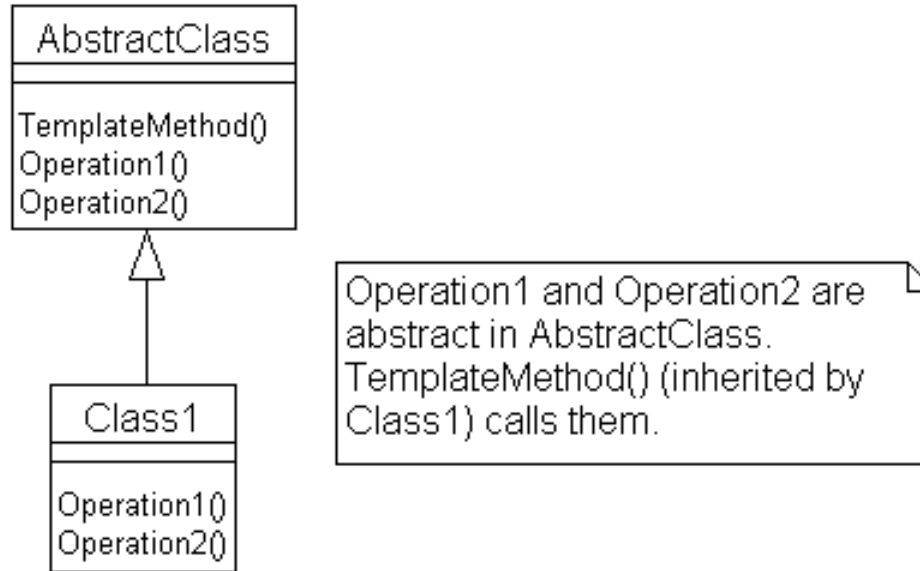 AbstractClass
TemplateMethod()
Operation1()
Operation2()
Operation1 and Operation2 are
abstract in AbstractClass.
TemplateMethod() (inherited by
Class1) calls them.
Class1
Operation1()
Operation2()